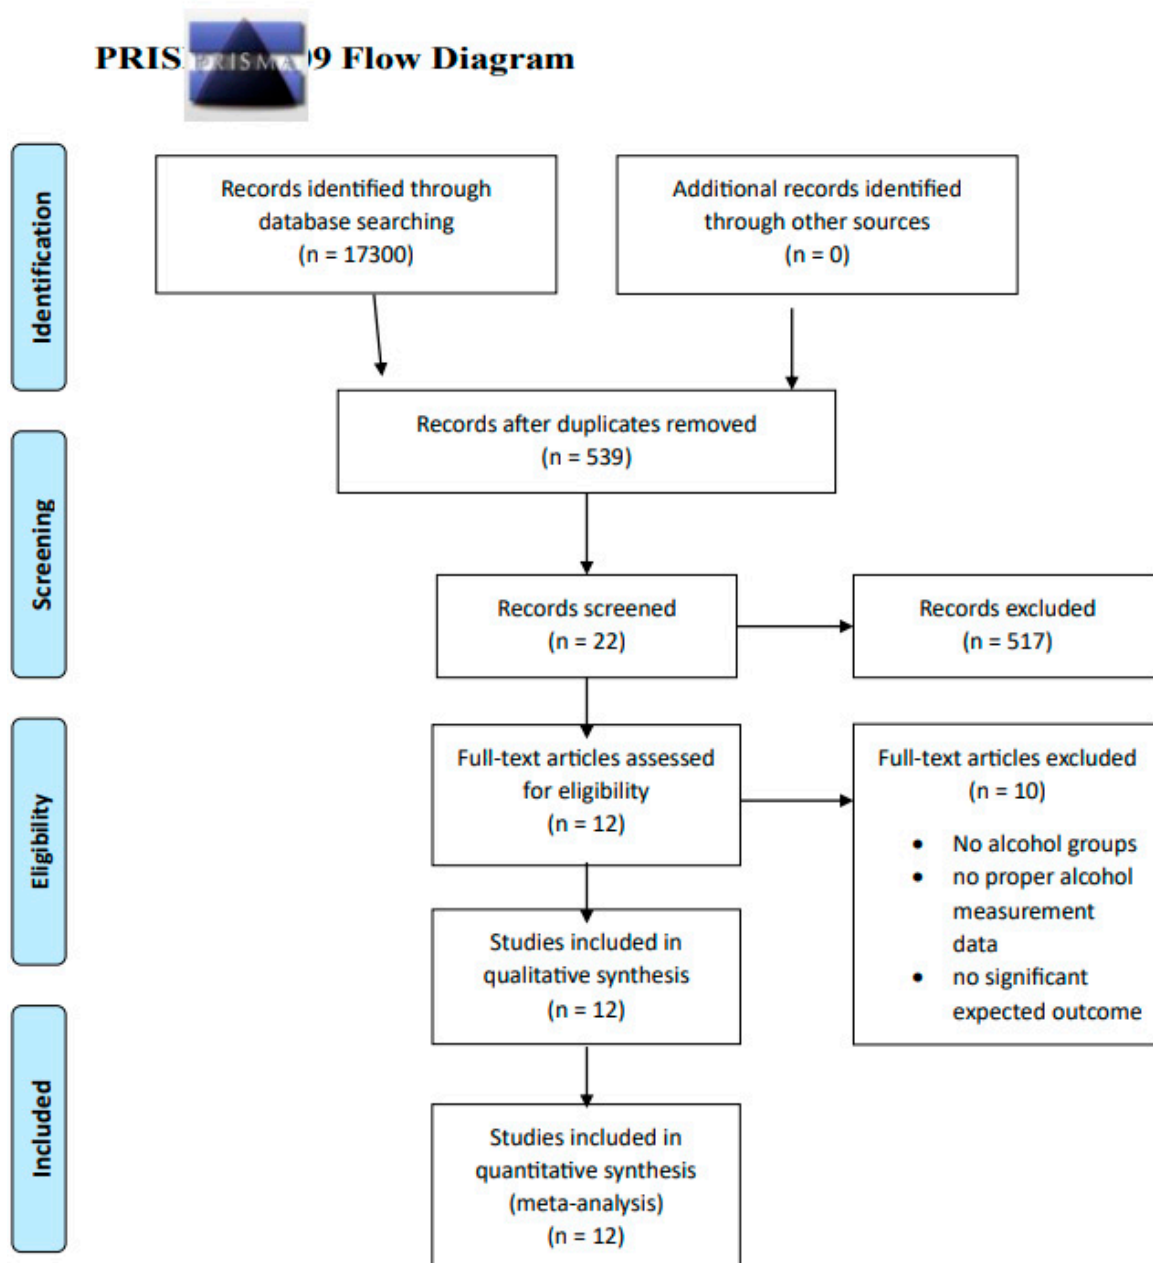 PRIS 09 Flow Diagram
PRISMA
Identification
Records identified through
database searching
(n = 17300)
Additional records identified
through other sources
(n = 0)
Records after duplicates removed
(n = 539)
Screening
Records screened
(n = 22)
Records excluded
(n = 517)
Eligibility
Full-text articles assessed
for eligibility
(n = 12)
Full-text articles excluded
(n = 10)
• No alcohol groups
• no proper alcohol
measurement
data
• no significant
expected outcome
Studies included in
qualitative synthesis
(n = 12)
Included
Studies included in
quantitative synthesis
(meta-analysis)
(n = 12)